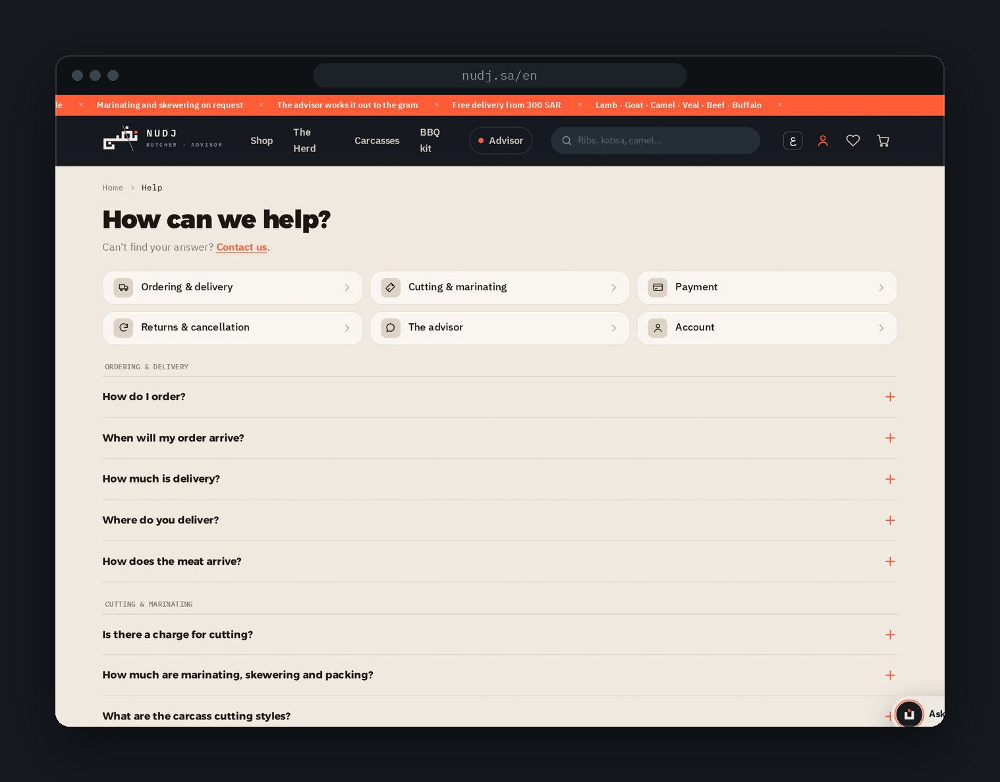 nudj.sa/en
le × Marinating and skewering on request × The advisor works it out to the gram × Free delivery from 300 SAR × Lamb · Goat · Camel · Veal · Beef · Buffalo ×
NUDJ
BUTCHER · ADVISOR
Shop
The Herd
Carcasses
BBQ kit
Advisor
Ribs, kabsa, camel...
ع
Home > Help
How can we help?
Can't find your answer? Contact us.
Ordering & delivery
Cutting & marinating
Payment
Returns & cancellation
The advisor
Account
ORDERING & DELIVERY
How do I order?
When will my order arrive?
How much is delivery?
Where do you deliver?
How does the meat arrive?
CUTTING & MARINATING
Is there a charge for cutting?
How much are marinating, skewering and packing?
What are the carcass cutting styles?
Ask